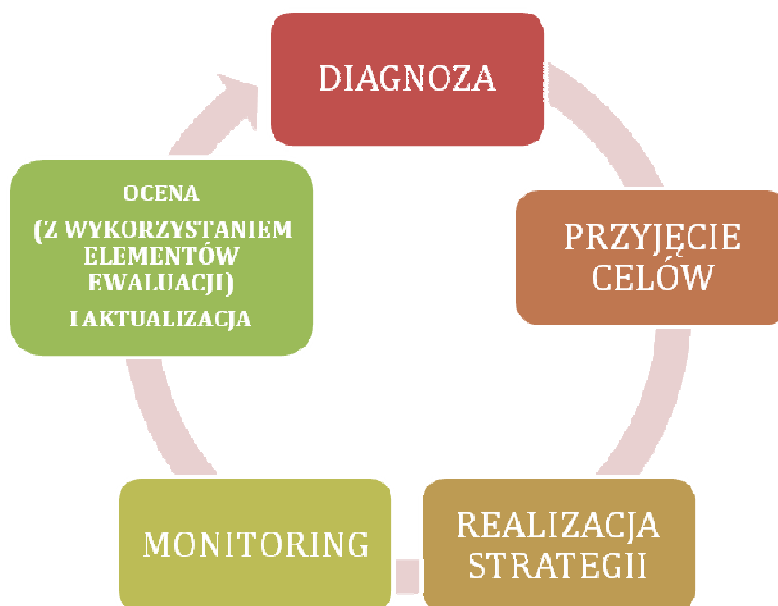 DIAGNOZA
PRZYJĘCIE
CELÓW
REALIZACJA
STRATEGII
MONITORING
OCENA
(Z WYKORZYSTANIEM
ELEMENTÓW
EWALUACJI)
I AKTUALIZACJA